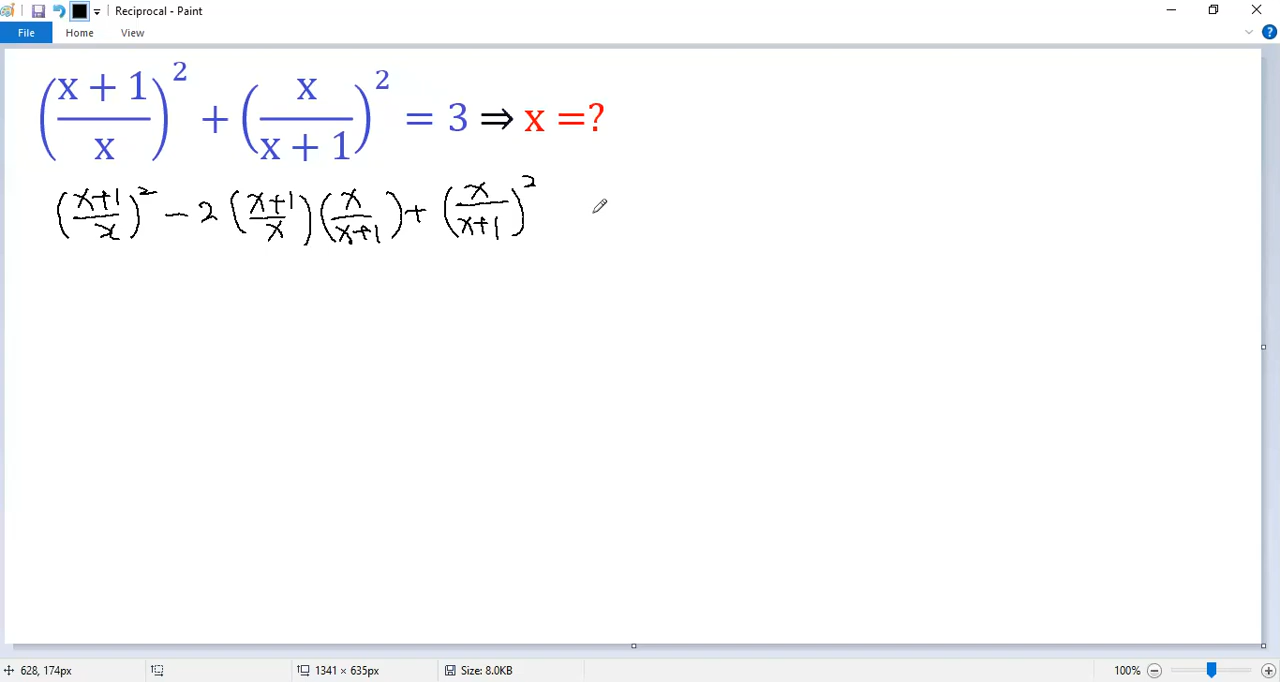 Reciprocal - Paint
File Home View
(x + 1 / x)² + (x / x + 1)² = 3 ⇒ x =?
(x+1 / x)² − 2 (x+1 / x)(x / x+1) + (x / x+1)²
628, 174px 1341 × 635px Size: 8.0KB 100%